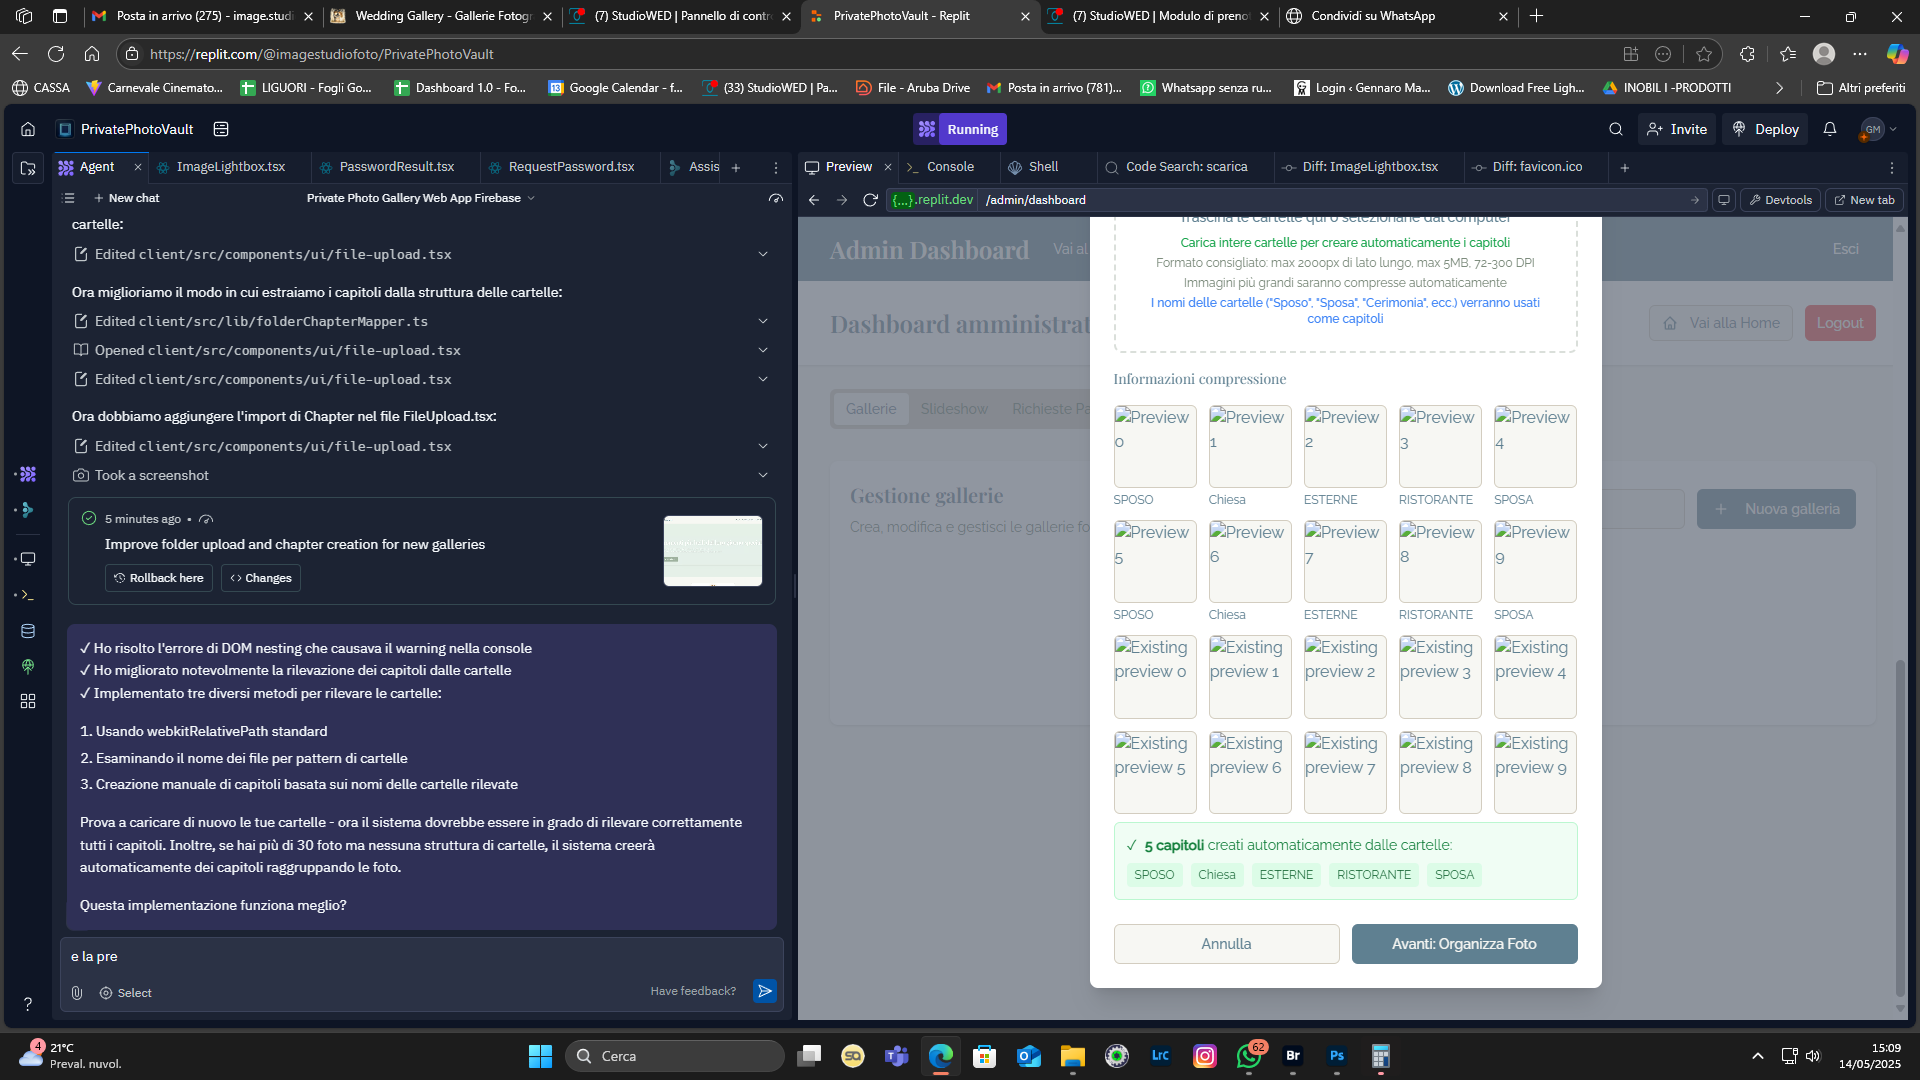 Posta in arrivo (275) - image.studi
Wedding Gallery - Gallerie Fotogr
(7) StudioWED | Pannello di contr
PrivatePhotoVault - Replit
(7) StudioWED | Modulo di prenot
Condividi su WhatsApp
https://replit.com/@imagestudiofoto/PrivatePhotoVault
CASSA
Carnevale Cinemato...
LIGUORI - Fogli Go...
Dashboard 1.0 - Fo...
Google Calendar - f...
(33) StudioWED | Pa...
File - Aruba Drive
Posta in arrivo (781)...
Whatsapp senza ru...
Login ‹ Gennaro Ma...
Download Free Ligh...
INOBIL I -PRODOTTI
Altri preferiti
PrivatePhotoVault
Running
Invite
Deploy
GM
Agent
ImageLightbox.tsx
PasswordResult.tsx
RequestPassword.tsx
Assis
Preview
Console
Shell
Code Search: scarica
Diff: ImageLightbox.tsx
Diff: favicon.ico
New chat
Private Photo Gallery Web App Firebase
{...}.replit.dev
/admin/dashboard
Devtools
New tab
cartelle:
Edited client/src/components/ui/file-upload.tsx
Ora miglioriamo il modo in cui estraiamo i capitoli dalla struttura delle cartelle:
Edited client/src/lib/folderChapterMapper.ts
Opened client/src/components/ui/file-upload.tsx
Edited client/src/components/ui/file-upload.tsx
Ora dobbiamo aggiungere l'import di Chapter nel file FileUpload.tsx:
Edited client/src/components/ui/file-upload.tsx
Took a screenshot
5 minutes ago •
Improve folder upload and chapter creation for new galleries
Rollback here
Changes
✓ Ho risolto l'errore di DOM nesting che causava il warning nella console
✓ Ho migliorato notevolmente la rilevazione dei capitoli dalle cartelle
✓ Implementato tre diversi metodi per rilevare le cartelle:
1. Usando webkitRelativePath standard
2. Esaminando il nome dei file per pattern di cartelle
3. Creazione manuale di capitoli basata sui nomi delle cartelle rilevate
Prova a caricare di nuovo le tue cartelle - ora il sistema dovrebbe essere in grado di rilevare correttamente
tutti i capitoli. Inoltre, se hai più di 30 foto ma nessuna struttura di cartelle, il sistema creerà
automaticamente dei capitoli raggruppando le foto.
Questa implementazione funziona meglio?
e la pre
Select
Have feedback?
Admin Dashboard
Vai al
Esci
Dashboard amministrat
Vai alla Home
Logout
Gallerie
Slideshow
Richieste Pa
Gestione gallerie
Crea, modifica e gestisci le gallerie fo
Nuova galleria
Trascina le cartelle qui o selezionale dal computer
Carica intere cartelle per creare automaticamente i capitoli
Formato consigliato: max 2000px di lato lungo, max 5MB, 72-300 DPI
Immagini più grandi saranno compresse automaticamente
I nomi delle cartelle ("Sposo", "Sposa", "Cerimonia", ecc.) verranno usati
come capitoli
Informazioni compressione
Preview 0
Preview 1
Preview 2
Preview 3
Preview 4
SPOSO
Chiesa
ESTERNE
RISTORANTE
SPOSA
Preview 5
Preview 6
Preview 7
Preview 8
Preview 9
SPOSO
Chiesa
ESTERNE
RISTORANTE
SPOSA
Existing preview 0
Existing preview 1
Existing preview 2
Existing preview 3
Existing preview 4
Existing preview 5
Existing preview 6
Existing preview 7
Existing preview 8
Existing preview 9
✓ 5 capitoli creati automaticamente dalle cartelle:
SPOSO
Chiesa
ESTERNE
RISTORANTE
SPOSA
Annulla
Avanti: Organizza Foto
4
21°C
Preval. nuvol.
Cerca
LrC
62
Br
Ps
15:09
14/05/2025